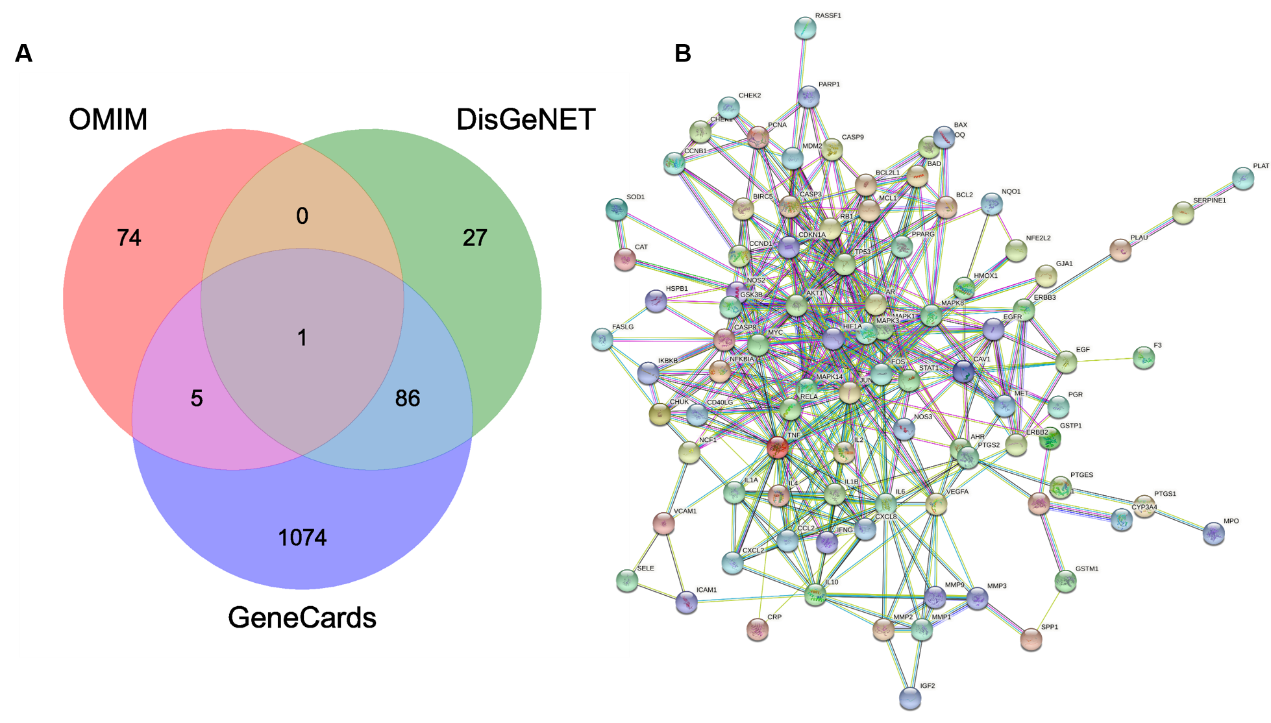 A
B
OMIM
DisGeNET
74
0
27
1
5
86
1074
GeneCards
RASSF1
PARP1
CHEK2
PCNA
CCNB1
MDM2
CASP9
BAX
BAD
BCL2L1
BCL2
MCL1
CASP3
BIRC5
RB1
SOD1
CAT
CCND1
CDKN1A
TP53
PPARG
NQO1
NFE2L2
PLAT
SERPINE1
PLAU
GJA1
HMOX1
NOS2
GSK3B
HSPB1
AKT1
AR
MAPK8
ERBB3
EGFR
FASLG
CASP8
MYC
HIF1A
MAPK1
EGF
F3
IKBKB
NFKBIA
MAPK14
JUN
FOS
STAT1
CAV1
MET
PGR
CHUK
CD40LG
RELA
NOS3
GSTP1
ERBB2
NCF1
TNF
IL2
AHR
PTGS2
PTGES
PTGS1
IL1A
IL4
IL1B
IL6
VEGFA
CYP3A4
MPO
VCAM1
CCL2
IFNG
CXCL8
CXCL2
SELE
ICAM1
IL10
MMP9
MMP3
GSTM1
CRP
MMP2
MMP1
SPP1
IGF2